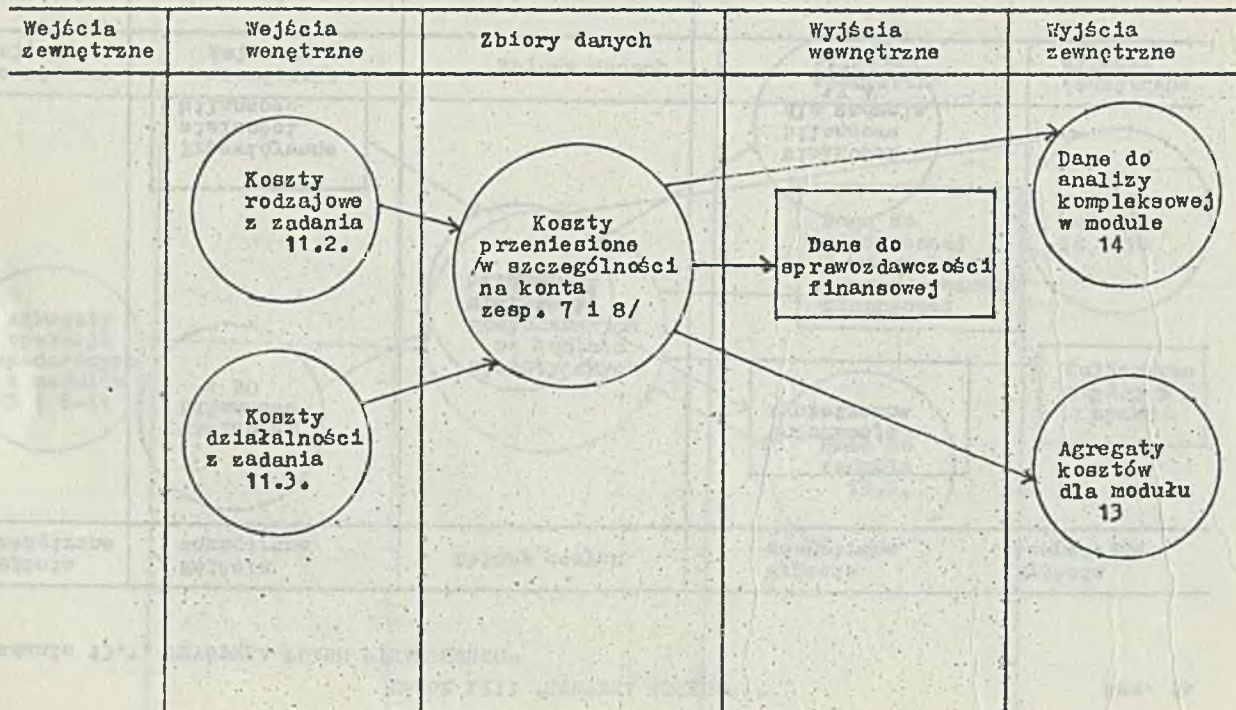 Wejścia
zewnętrzne
Wejścia
wenętrzne
Zbiory danych
Wyjścia
wewnętrzne
Wyjścia
zewnętrzne
Koszty
rodzajowe
z zadania
11.2.
Koszty
działalności
z zadania
11.3.
Koszty
przeniesione
/w szczególności
na konta
zesp. 7 i 8/
Dane do
sprawozdawczości
finansowej
Dane do
analizy
kompleksowej
w module
14
Agregaty
kosztów
dla modułu
13